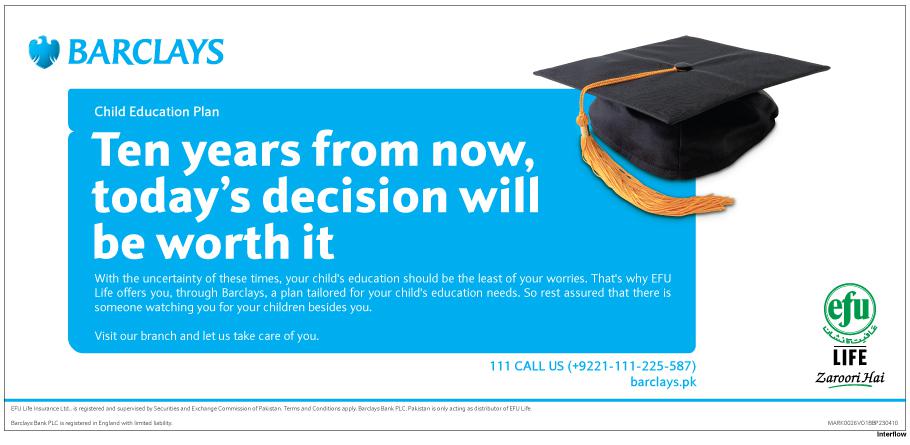 BARCLAYS
Child Education Plan
Ten years from now,
today's decision will
be worth it
With the uncertainty of these times, your child's education should be the least of your worries. That's why EFU
Life offers you, through Barclays, a plan tailored for your child's education needs. So rest assured that there is
someone watching you for your children besides you.
Visit our branch and let us take care of you.
efu
LIFE
Zaroori Hai
111 CALL US (+9221-111-225-587)
barclays.pk
EFU Life Insurance Ltd., is registered and supervised by Securities and Exchange Commission of Pakistan. Terms and Conditions apply. Barclays Bank PLC, Pakistan is only acting as distributor of EFU Life.
Barclays Bank PLC is registered in England with limited liability.
MARK0026VO1BBP230410
Interflow